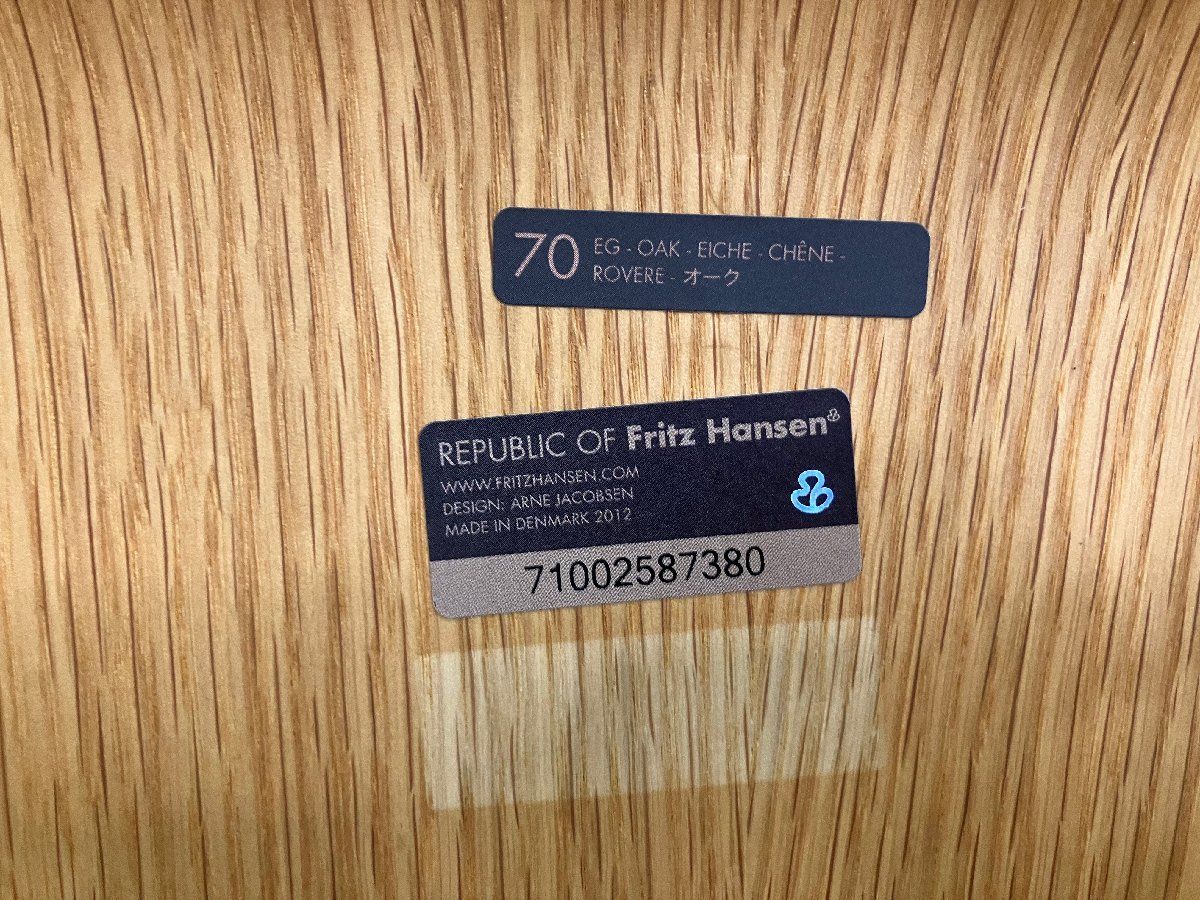 70
EG - OAK - EICHE - CHÊNE -
ROVERE - オーク
REPUBLIC OF Fritz Hansen
WWW.FRITZHANSEN.COM
DESIGN: ARNE JACOBSEN
MADE IN DENMARK 2012
71002587380